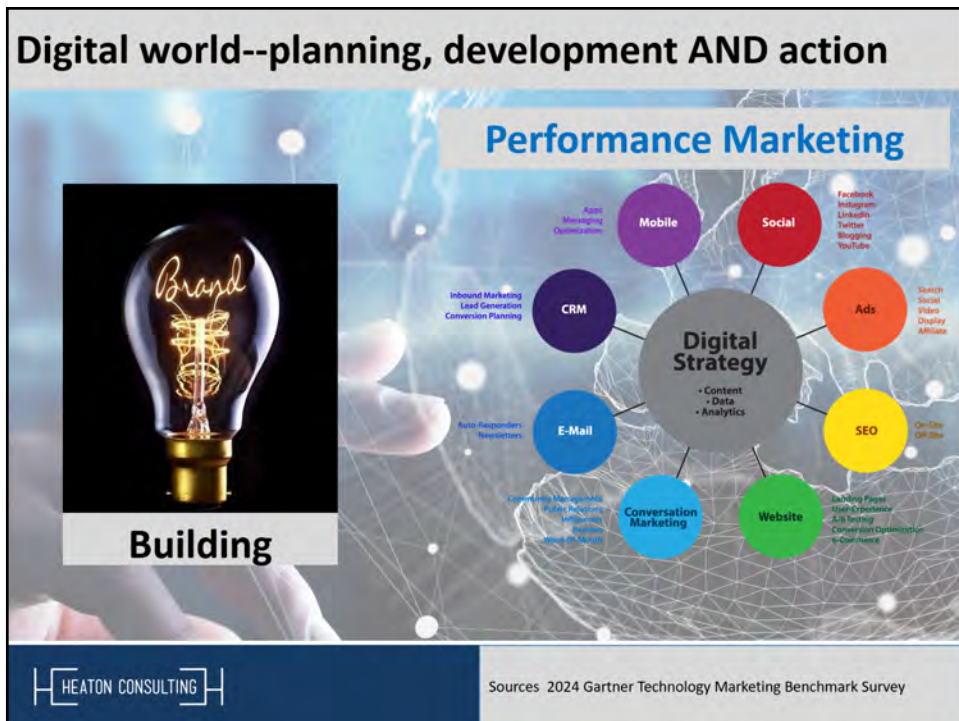 Digital world--planning, development AND action
Performance Marketing
Brand
Building
Mobile
Apps
Messaging
Optimization
Social
Facebook
Instagram
LinkedIn
Twitter
Blogging
YouTube
CRM
Inbound Marketing
Lead Generation
Conversion Planning
Ads
Search
Social
Video
Display
Affiliate
Digital
Strategy
• Content
• Data
• Analytics
E-Mail
Auto-Responders
Newsletters
SEO
On-Site
Off-Site
Conversation
Marketing
Community Management
Public Relations
Influencers
Word-Of-Mouth
Website
Landing Pages
User-Experience
A/B Testing
Conversion Optimization
e-Commerce
HEATON CONSULTING
Sources 2024 Gartner Technology Marketing Benchmark Survey